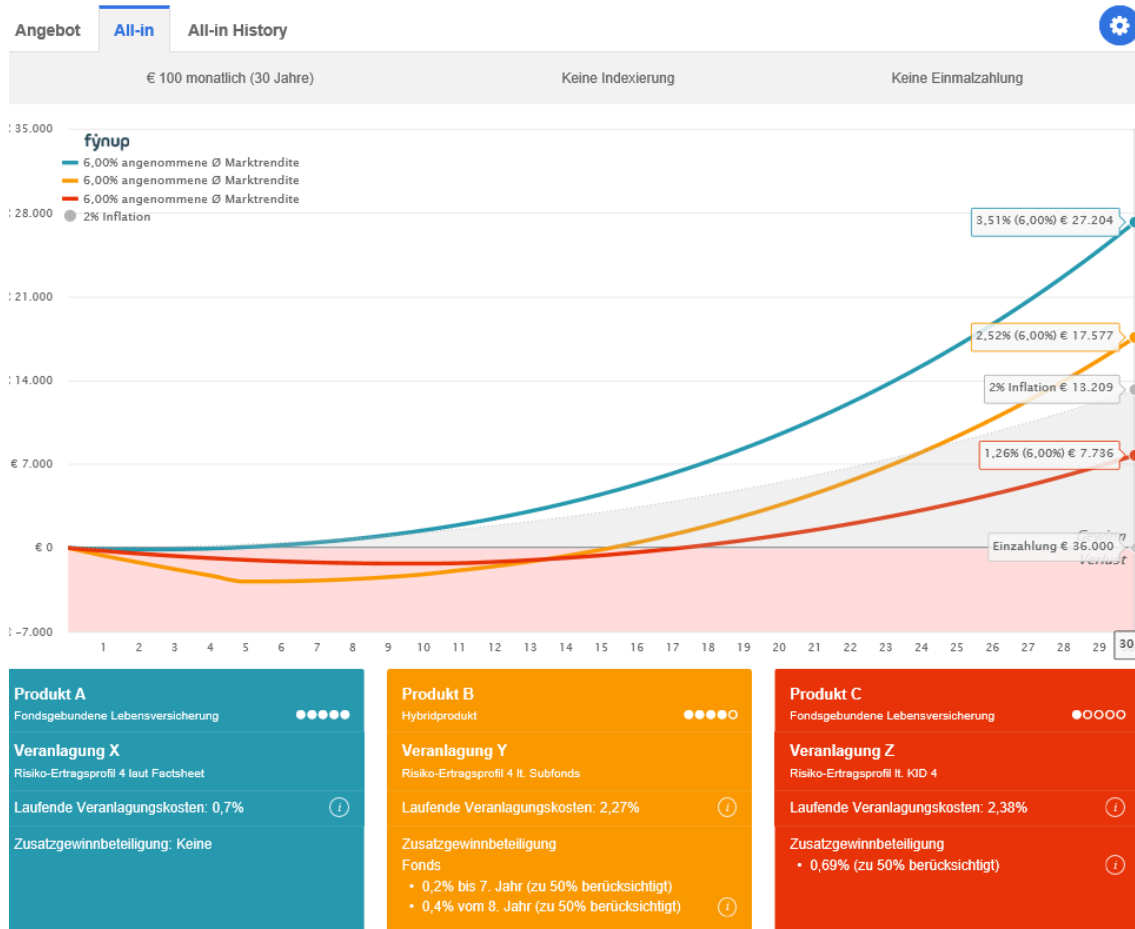 Angebot All-in All-in History
€ 100 monatlich (30 Jahre) Keine Indexierung Keine Einmalzahlung
35.000
fynup
6,00% angenommene Ø Marktrendite
6,00% angenommene Ø Marktrendite
6,00% angenommene Ø Marktrendite
28.000
2% Inflation
3,51% (6,00%) € 27.204
21.000
2,52% (6,00%) € 17.577
14.000
2% Inflation € 13.209
€ 7.000
1,26% (6,00%) € 7.736
€ 0
Gewinn
Einzahlung € 36.000
Verlust
-7.000
1 2 3 4 5 6 7 8 9 10 11 12 13 14 15 16 17 18 19 20 21 22 23 24 25 26 27 28 29 30
Produkt A
Fondsgebundene Lebensversicherung
Veranlagung X
Risiko-Ertragsprofil 4 laut Factsheet
Laufende Veranlagungskosten: 0,7%
Zusatzgewinnbeteiligung: Keine
Produkt B
Hybridprodukt
Veranlagung Y
Risiko-Ertragsprofil 4 lt. Subfonds
Laufende Veranlagungskosten: 2,27%
Zusatzgewinnbeteiligung
Fonds
• 0,2% bis 7. Jahr (zu 50% berücksichtigt)
• 0,4% vom 8. Jahr (zu 50% berücksichtigt)
Produkt C
Fondsgebundene Lebensversicherung
Veranlagung Z
Risiko-Ertragsprofil lt. KID 4
Laufende Veranlagungskosten: 2,38%
Zusatzgewinnbeteiligung
• 0,69% (zu 50% berücksichtigt)